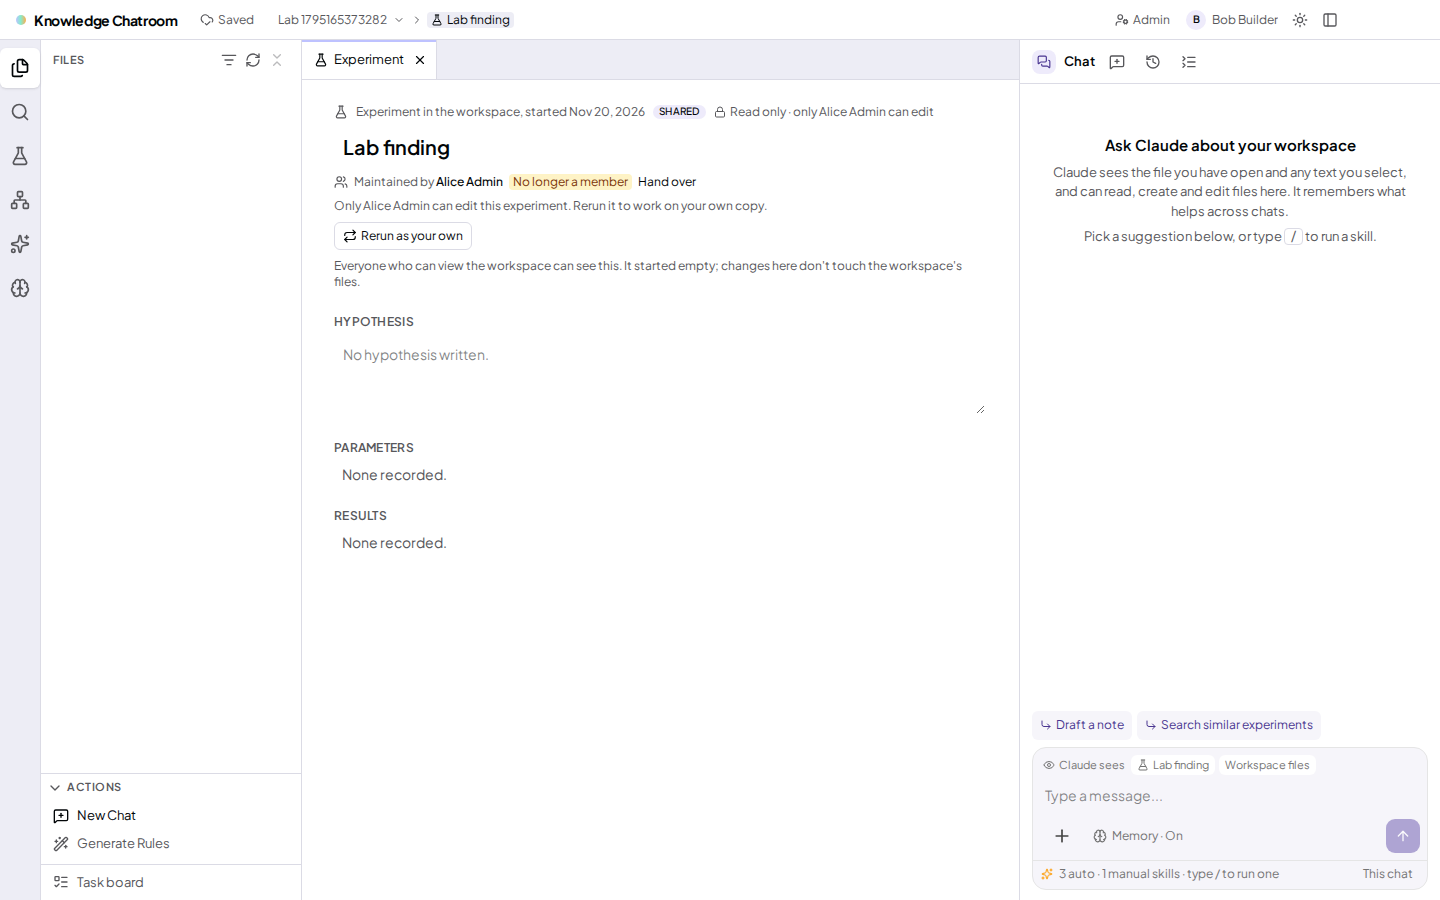 Knowledge Chatroom
Saved
Lab 1795165373282
Lab finding
Admin
B
Bob Builder
FILES
Experiment
Experiment in the workspace, started Nov 20, 2026
SHARED
Read only · only Alice Admin can edit
Lab finding
Maintained by Alice Admin
No longer a member
Hand over
Only Alice Admin can edit this experiment. Rerun it to work on your own copy.
Rerun as your own
Everyone who can view the workspace can see this. It started empty; changes here don't touch the workspace's
files.
HYPOTHESIS
No hypothesis written.
PARAMETERS
None recorded.
RESULTS
None recorded.
ACTIONS
New Chat
Generate Rules
Task board
Chat
Ask Claude about your workspace
Claude sees the file you have open and any text you select,
and can read, create and edit files here. It remembers what
helps across chats.
Pick a suggestion below, or type / to run a skill.
Draft a note
Search similar experiments
Claude sees
Lab finding
Workspace files
Type a message...
Memory · On
3 auto · 1 manual skills · type / to run one
This chat